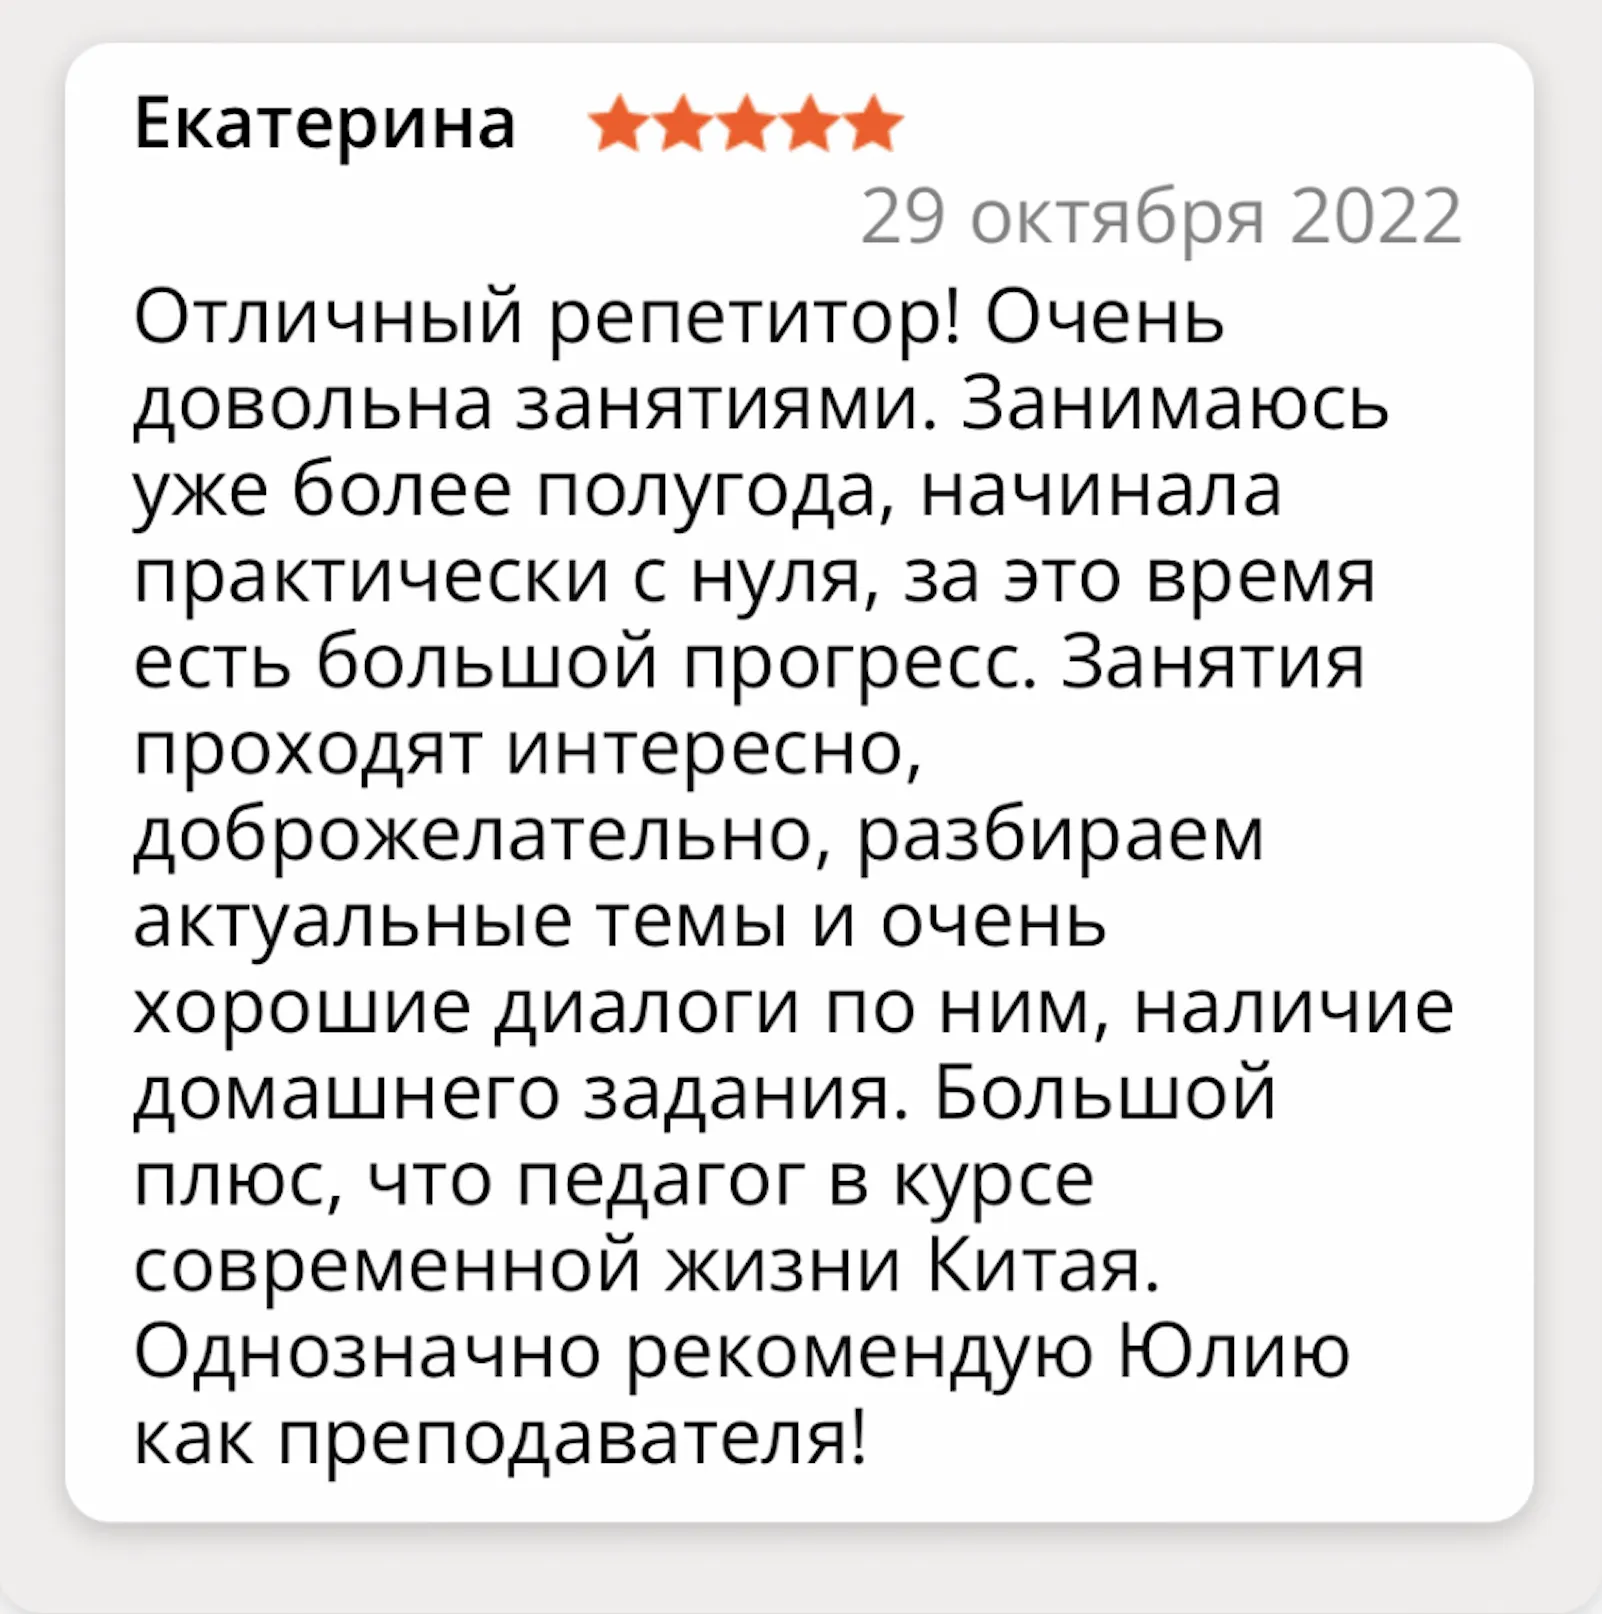 Екатерина
29 октября 2022
Отличный репетитор! Очень
довольна занятиями. Занимаюсь
уже более полугода, начинала
практически с нуля, за это время
есть большой прогресс. Занятия
проходят интересно,
доброжелательно, разбираем
актуальные темы и очень
хорошие диалоги по ним, наличие
домашнего задания. Большой
плюс, что педагог в курсе
современной жизни Китая.
Однозначно рекомендую Юлию
как преподавателя!